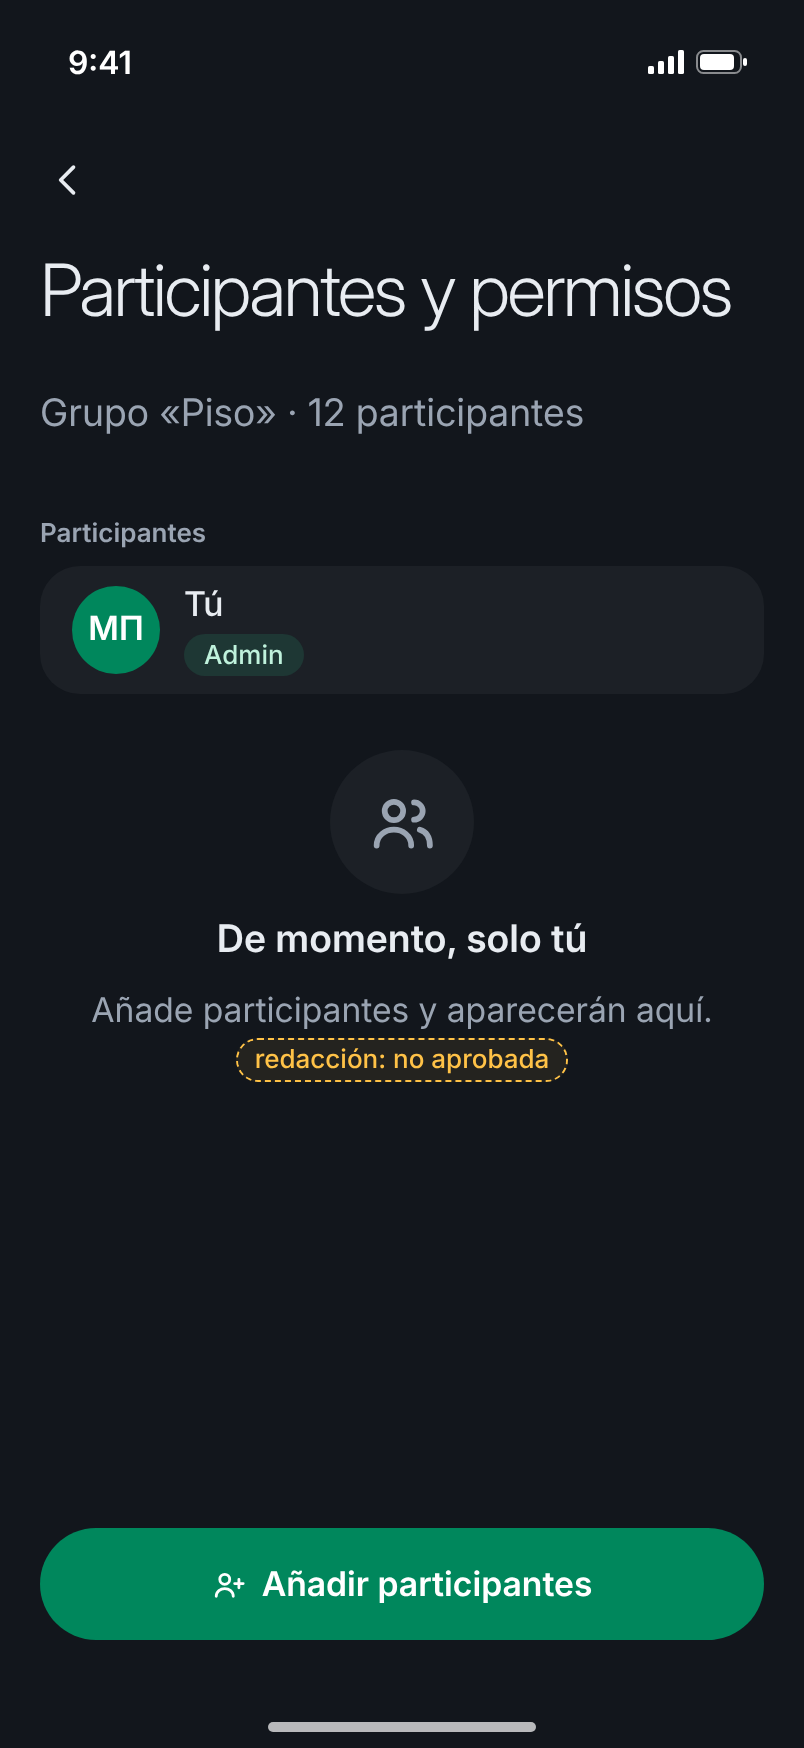 9:41
Participantes y permisos
Grupo «Piso» · 12 participantes
Participantes
МП
Tú
Admin
De momento, solo tú
Añade participantes y aparecerán aquí.
redacción: no aprobada
Añadir participantes